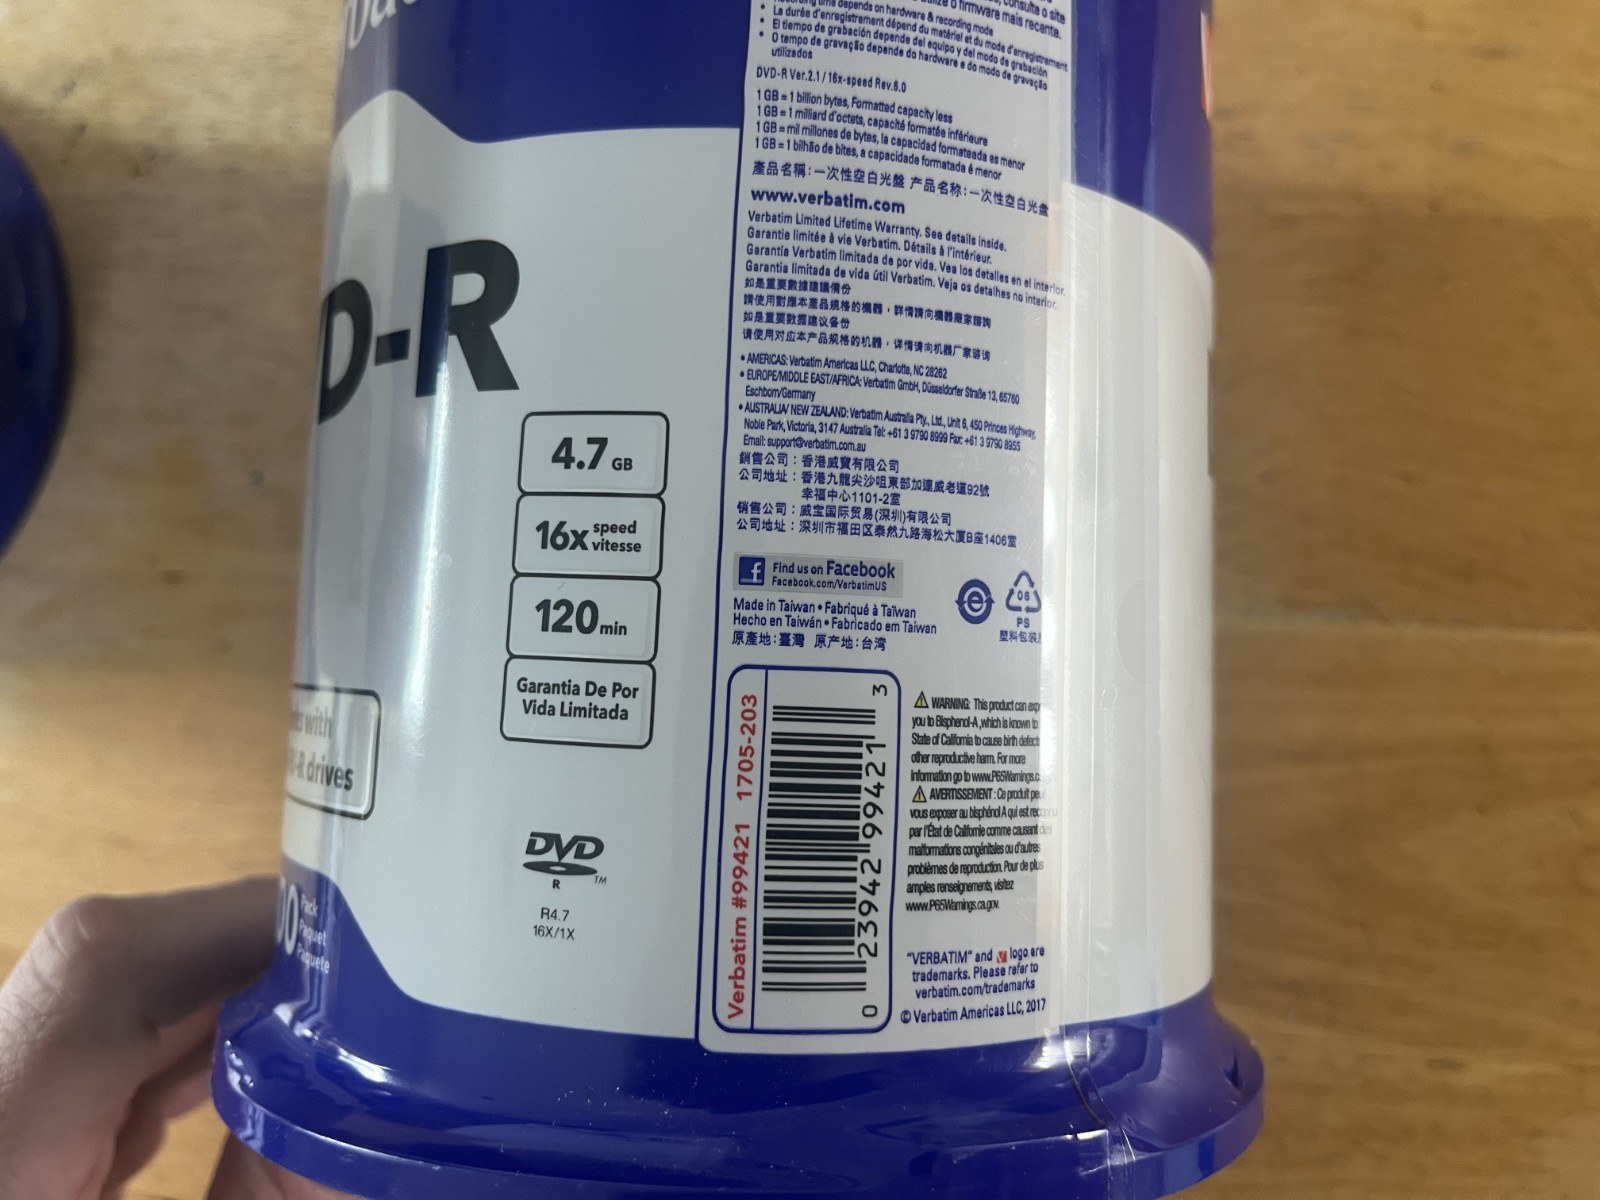 consulte o site
o firmware mais recente.
Recording time depends on hardware & recording mode
• La durée d'enregistrement dépend du matériel et du mode d'enregistrement
• El tiempo de grabación depende del equipo y del modo de grabación
• O tempo de gravação depende do hardware e do modo de gravação
utilizados
DVD-R Ver.2.1 / 16x-speed Rev.6.0
1 GB = 1 billion bytes, Formatted capacity less
1 GB = 1 milliard d'octets, capacité formatée inférieure
1 GB = mil millones de bytes, la capacidad formateada es menor
1 GB = 1 bilhão de bites, a capacidade formatada é menor
產品名稱：一次性空白光盤 产品名称：一次性空白光盘
www.verbatim.com
Verbatim Limited Lifetime Warranty. See details inside.
Garantie limitée à vie Verbatim. Détails à l'intérieur.
Garantía Verbatim limitada de por vida. Vea los detalles en el interior.
Garantia limitada de vida útil Verbatim. Veja os detalhes no interior.
如是重要數據建議備份
請使用對應本產品規格的機器，詳情請向機器廠家諮詢
如是重要数据建议备份
请使用对应本产品规格的机器，详情请向机器厂家谘询
• AMERICAS: Verbatim Americas LLC, Charlotte, NC 28262
• EUROPE/MIDDLE EAST/AFRICA: Verbatim GmbH, Düsseldorfer Straße 13, 65760
Eschborn/Germany
• AUSTRALIA/ NEW ZEALAND: Verbatim Australia Pty., Ltd., Unit 6, 450 Princes Highway,
Noble Park, Victoria, 3147 Australia Tel: +61 3 9790 8999 Fax: +61 3 9790 8955
Email: support@verbatim.com.au
銷售公司：香港威寶有限公司
公司地址：香港九龍尖沙咀東部加連威老道92號
幸福中心1101-2室
销售公司：威宝国际贸易(深圳)有限公司
公司地址：深圳市福田区泰然九路海松大厦B座1406室
Find us on Facebook
Facebook.com/VerbatimUS
Made in Taiwan • Fabriqué à Taïwan
Hecho en Taiwán • Fabricado em Taiwan
原產地：臺灣 原产地：台湾
e
06
PS
塑料包装
D-R
4.7 GB
16x speed
vitesse
120 min
Garantia De Por
Vida Limitada
with
-R drives
DVD
R ™
R4.7
16X/1X
Pack
Paquet
Paquete
Verbatim #99421 1705-203
0 23942 99421 3
WARNING: This product can exp
you to Bisphenol-A ,which is known to
State of California to cause birth defects
other reproductive harm. For more
information go to www.P65Warnings.c
AVERTISSEMENT : Ce produit peu
vous exposer au bisphénol A qui est reconnu
par l'État de Californie comme causant des
malformations congénitales ou d'autres
problèmes de reproduction. Pour de plus
amples renseignements, visitez
www.P65Warnings.ca.gov.
"VERBATIM" and logo are
trademarks. Please refer to
verbatim.com/trademarks
© Verbatim Americas LLC, 2017